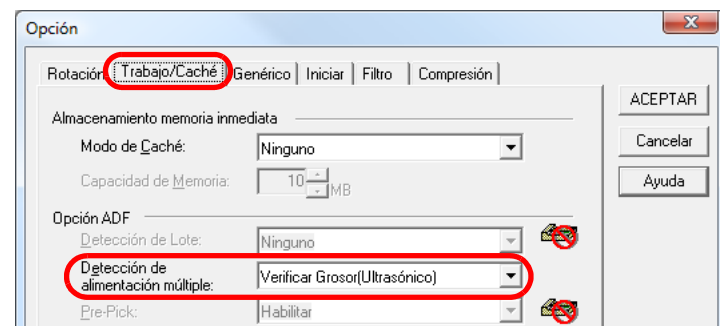 Opción
Rotación Trabajo/Caché Genérico Iniciar Filtro Compresión
ACEPTAR
Almacenamiento memoria inmediata
Modo de Caché: Ninguno
Cancelar
Capacidad de Memoria: 10 MB
Ayuda
Opción ADF
Detección de Lote: Ninguno
Detección de
alimentación múltiple: Verificar Grosor(Ultrasónico)
Pre-Pick: Habilitar